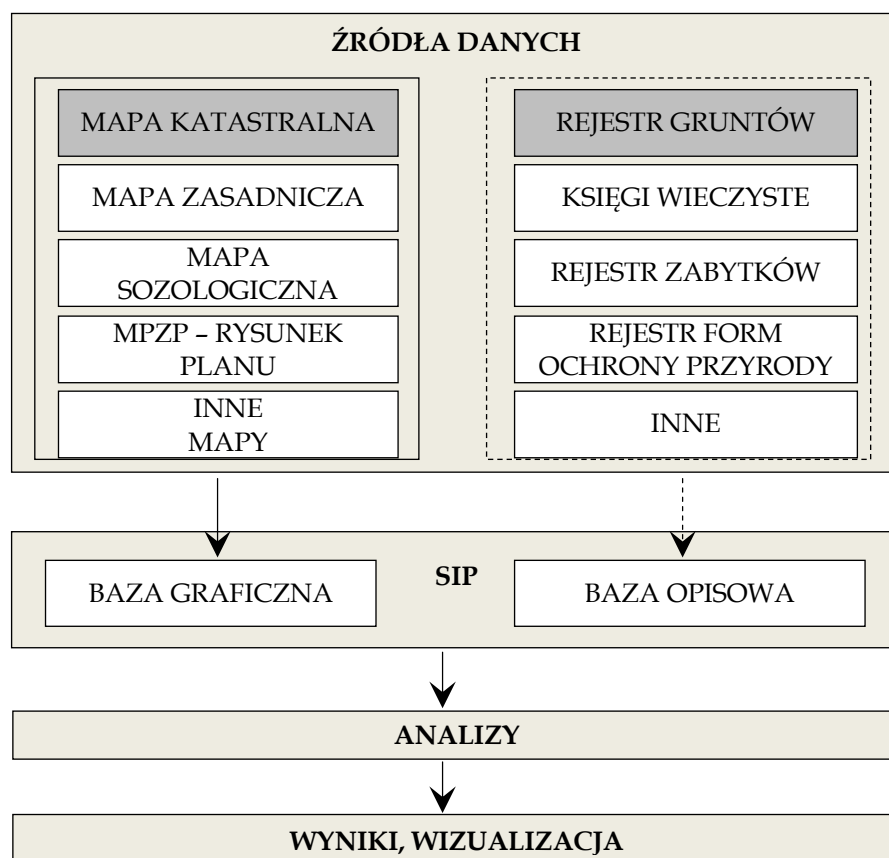 ŹRÓDŁA DANYCH
MAPA KATASTRALNA
MAPA ZASADNICZA
MAPA
SOZOLOGICZNA
MPZP – RYSUNEK
PLANU
INNE
MAPY
REJESTR GRUNTÓW
KSIĘGI WIECZYSTE
REJESTR ZABYTKÓW
REJESTR FORM
OCHRONY PRZYRODY
INNE
SIP
BAZA GRAFICZNA
BAZA OPISOWA
ANALIZY
WYNIKI, WIZUALIZACJA